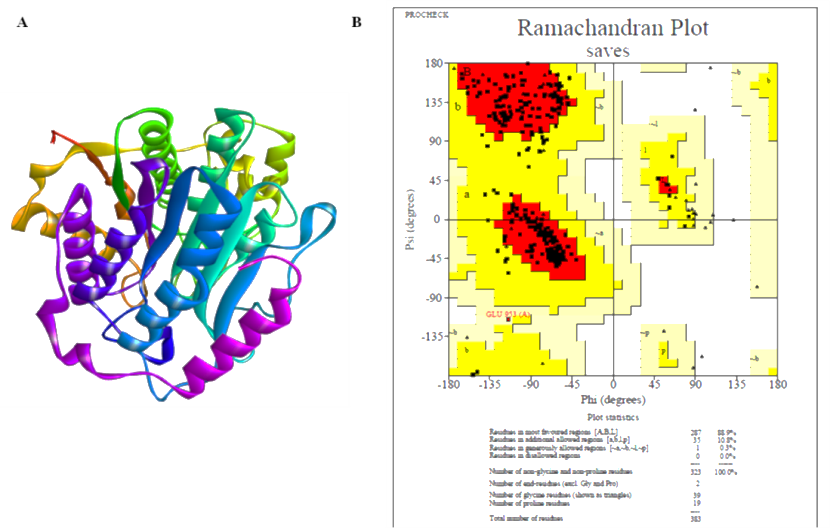 A
B
PROCHECK
Ramachandran Plot
saves
B
b
~b
~b
b
~l
l
a
~a
GLU 953 (A)
~b
b
~p
p
~b
180
135
90
45
0
-45
-90
-135
Psi (degrees)
-180 -135 -90 -45 0 45 90 135 180
Phi (degrees)
Plot statistics
Residues in most favoured regions [A,B,L] 287 88.9%
Residues in additional allowed regions [a,b,l,p] 35 10.8%
Residues in generously allowed regions [~a,~b,~l,~p] 1 0.3%
Residues in disallowed regions 0 0.0%
---- ------
Number of non-glycine and non-proline residues 323 100.0%
Number of end-residues (excl. Gly and Pro) 2
Number of glycine residues (shown as triangles) 39
Number of proline residues 19
----
Total number of residues 383